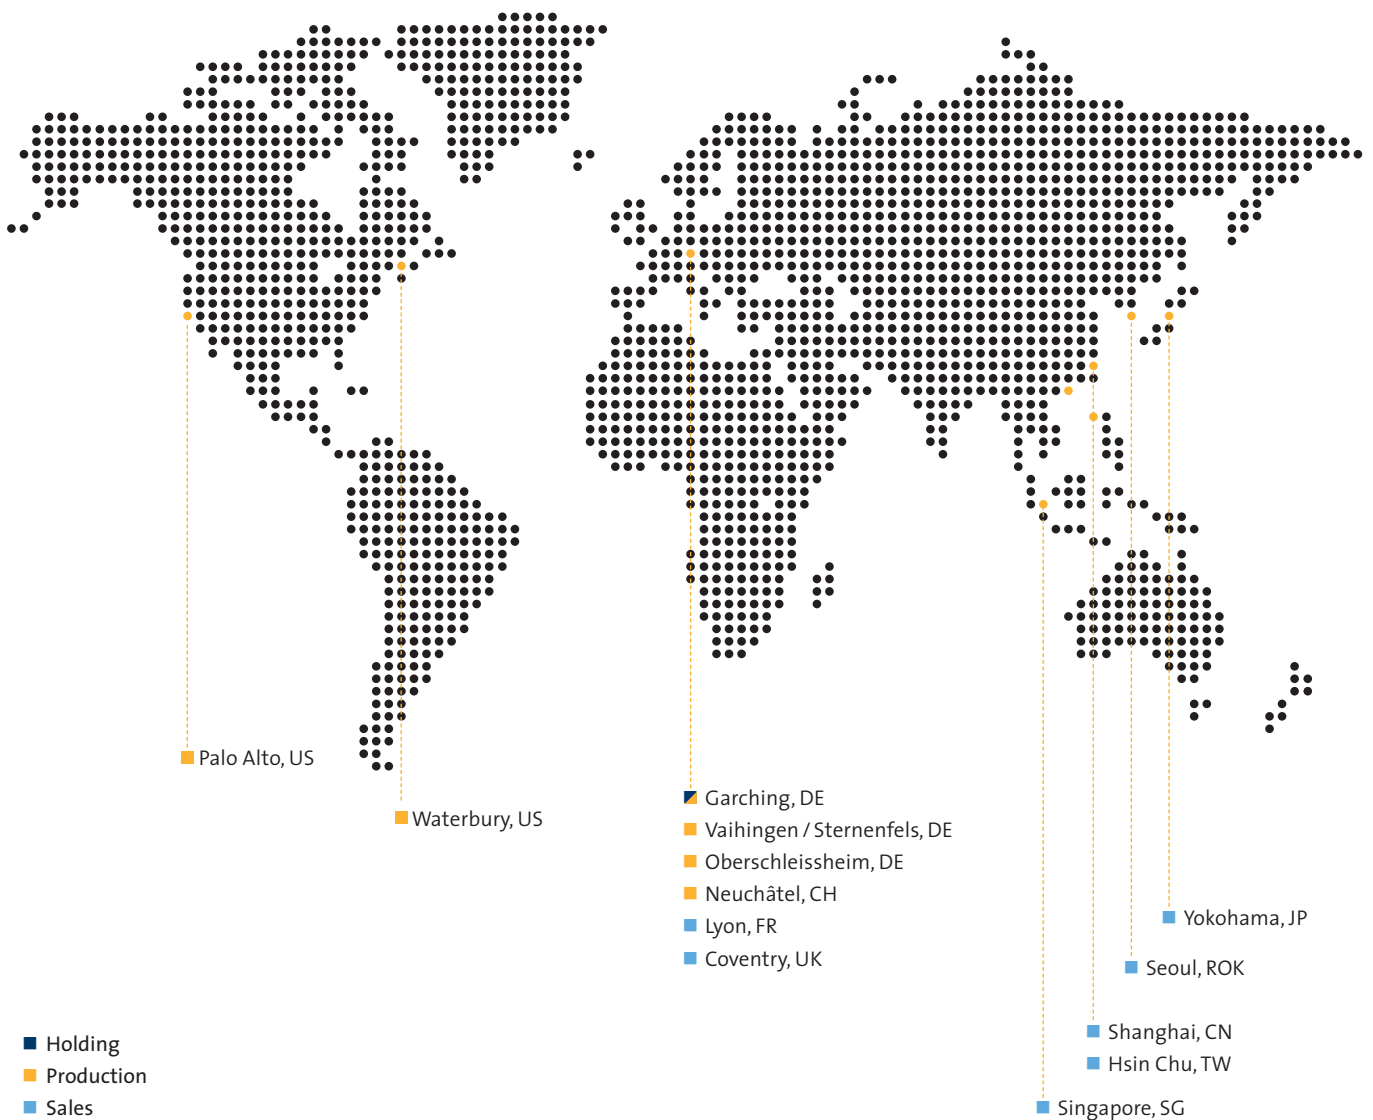 Palo Alto, US
Waterbury, US
Garching, DE
Vaihingen / Sternenfels, DE
Oberschleissheim, DE
Neuchâtel, CH
Lyon, FR
Coventry, UK
Yokohama, JP
Seoul, ROK
Shanghai, CN
Hsin Chu, TW
Singapore, SG
Holding
Production
Sales